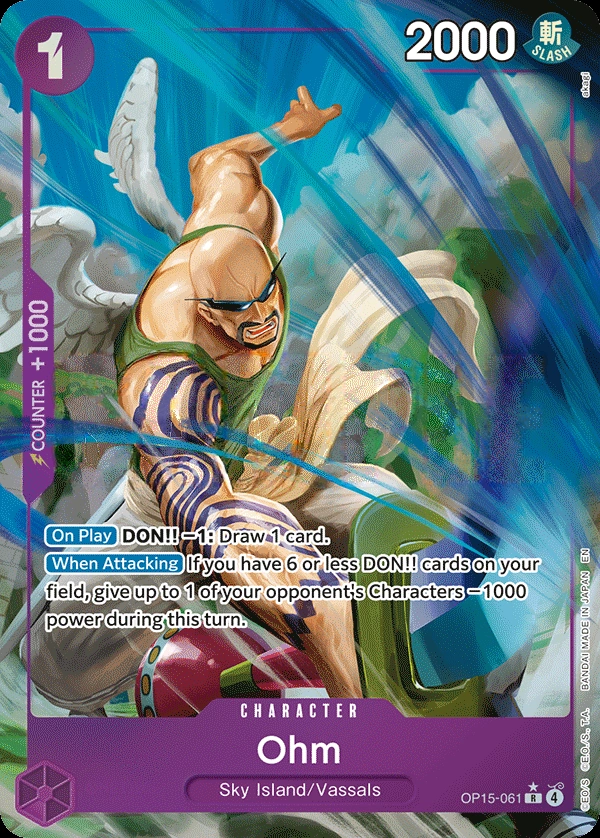 1
2000
斬
SLASH
akagi
COUNTER +1000
On Play DON!! −1: Draw 1 card.
When Attacking If you have 6 or less DON!! cards on your
field, give up to 1 of your opponent's Characters −1000
power during this turn.
CHARACTER
Ohm
Sky Island/Vassals
OP15-061 R 4
©E.O/S. ©E.O./S., T.A. BANDAI MADE IN JAPAN EN